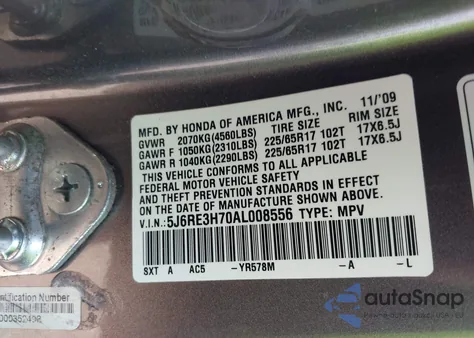 MFD. BY HONDA OF AMERICA MFG., INC. 11/'09
GVWR 2070KG(4560LBS) TIRE SIZE RIM SIZE
GAWR F 1050KG(2310LBS) 225/65R17 102T 17X6.5J
GAWR R 1040KG(2290LBS) 225/65R17 102T 17X6.5J
THIS VEHICLE CONFORMS TO ALL APPLICABLE
FEDERAL MOTOR VEHICLE SAFETY AND
THEFT PREVENTION STANDARDS IN EFFECT
ON THE DATE OF MANUFACTURE SHOWN ABOVE.
V.I.N.: 5J6RE3H70AL008556 TYPE: MPV
SXT A AC5 -YR578M -A -L
entification Number
autoSnap